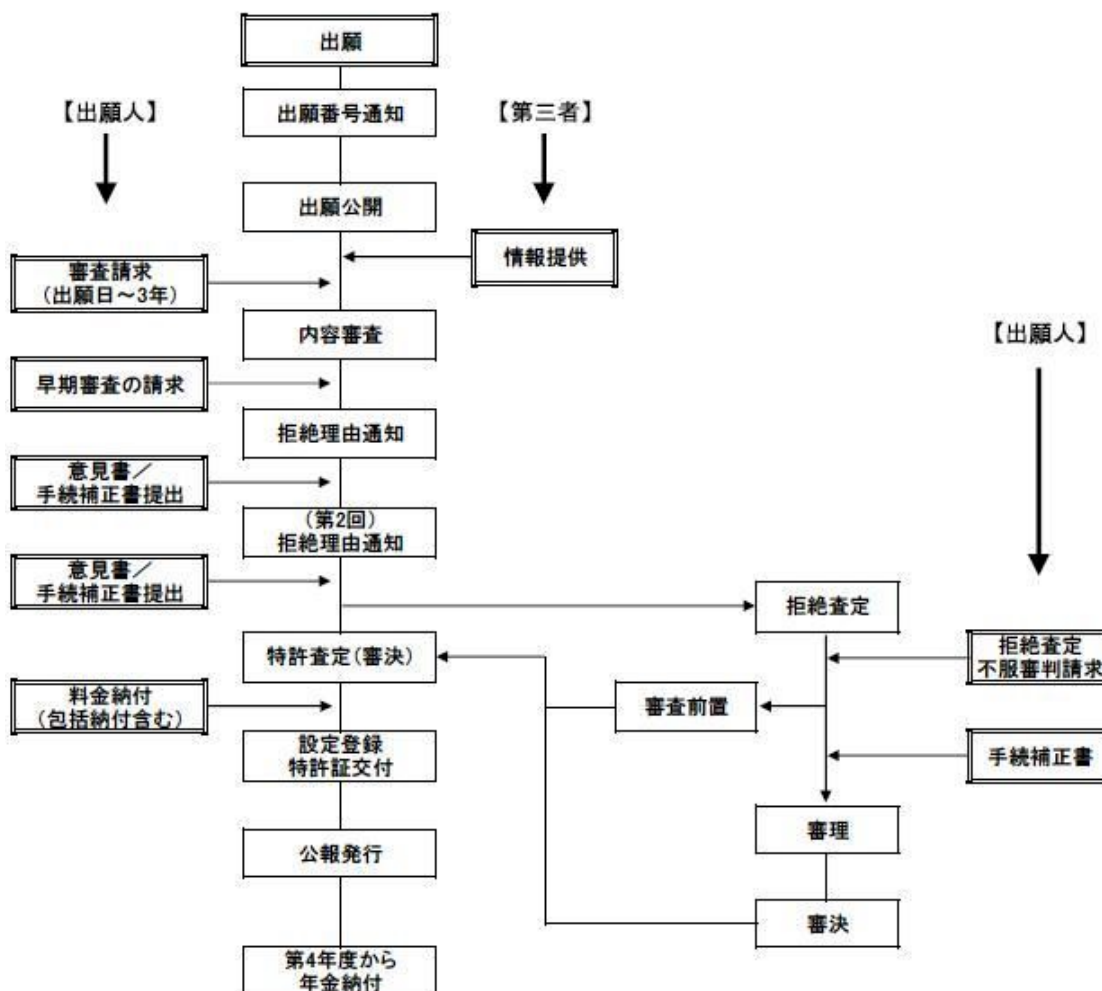 出願
出願番号通知
【出願人】
【第三者】
出願公開
情報提供
審査請求
(出願日～3年)
内容審査
【出願人】
早期審査の請求
拒絶理由通知
意見書／
手続補正書提出
(第2回)
拒絶理由通知
意見書／
手続補正書提出
拒絶査定
特許査定(審決)
拒絶査定
不服審判請求
料金納付
(包括納付含む)
審査前置
設定登録
特許証交付
手続補正書
審理
公報発行
審決
第4年度から
年金納付